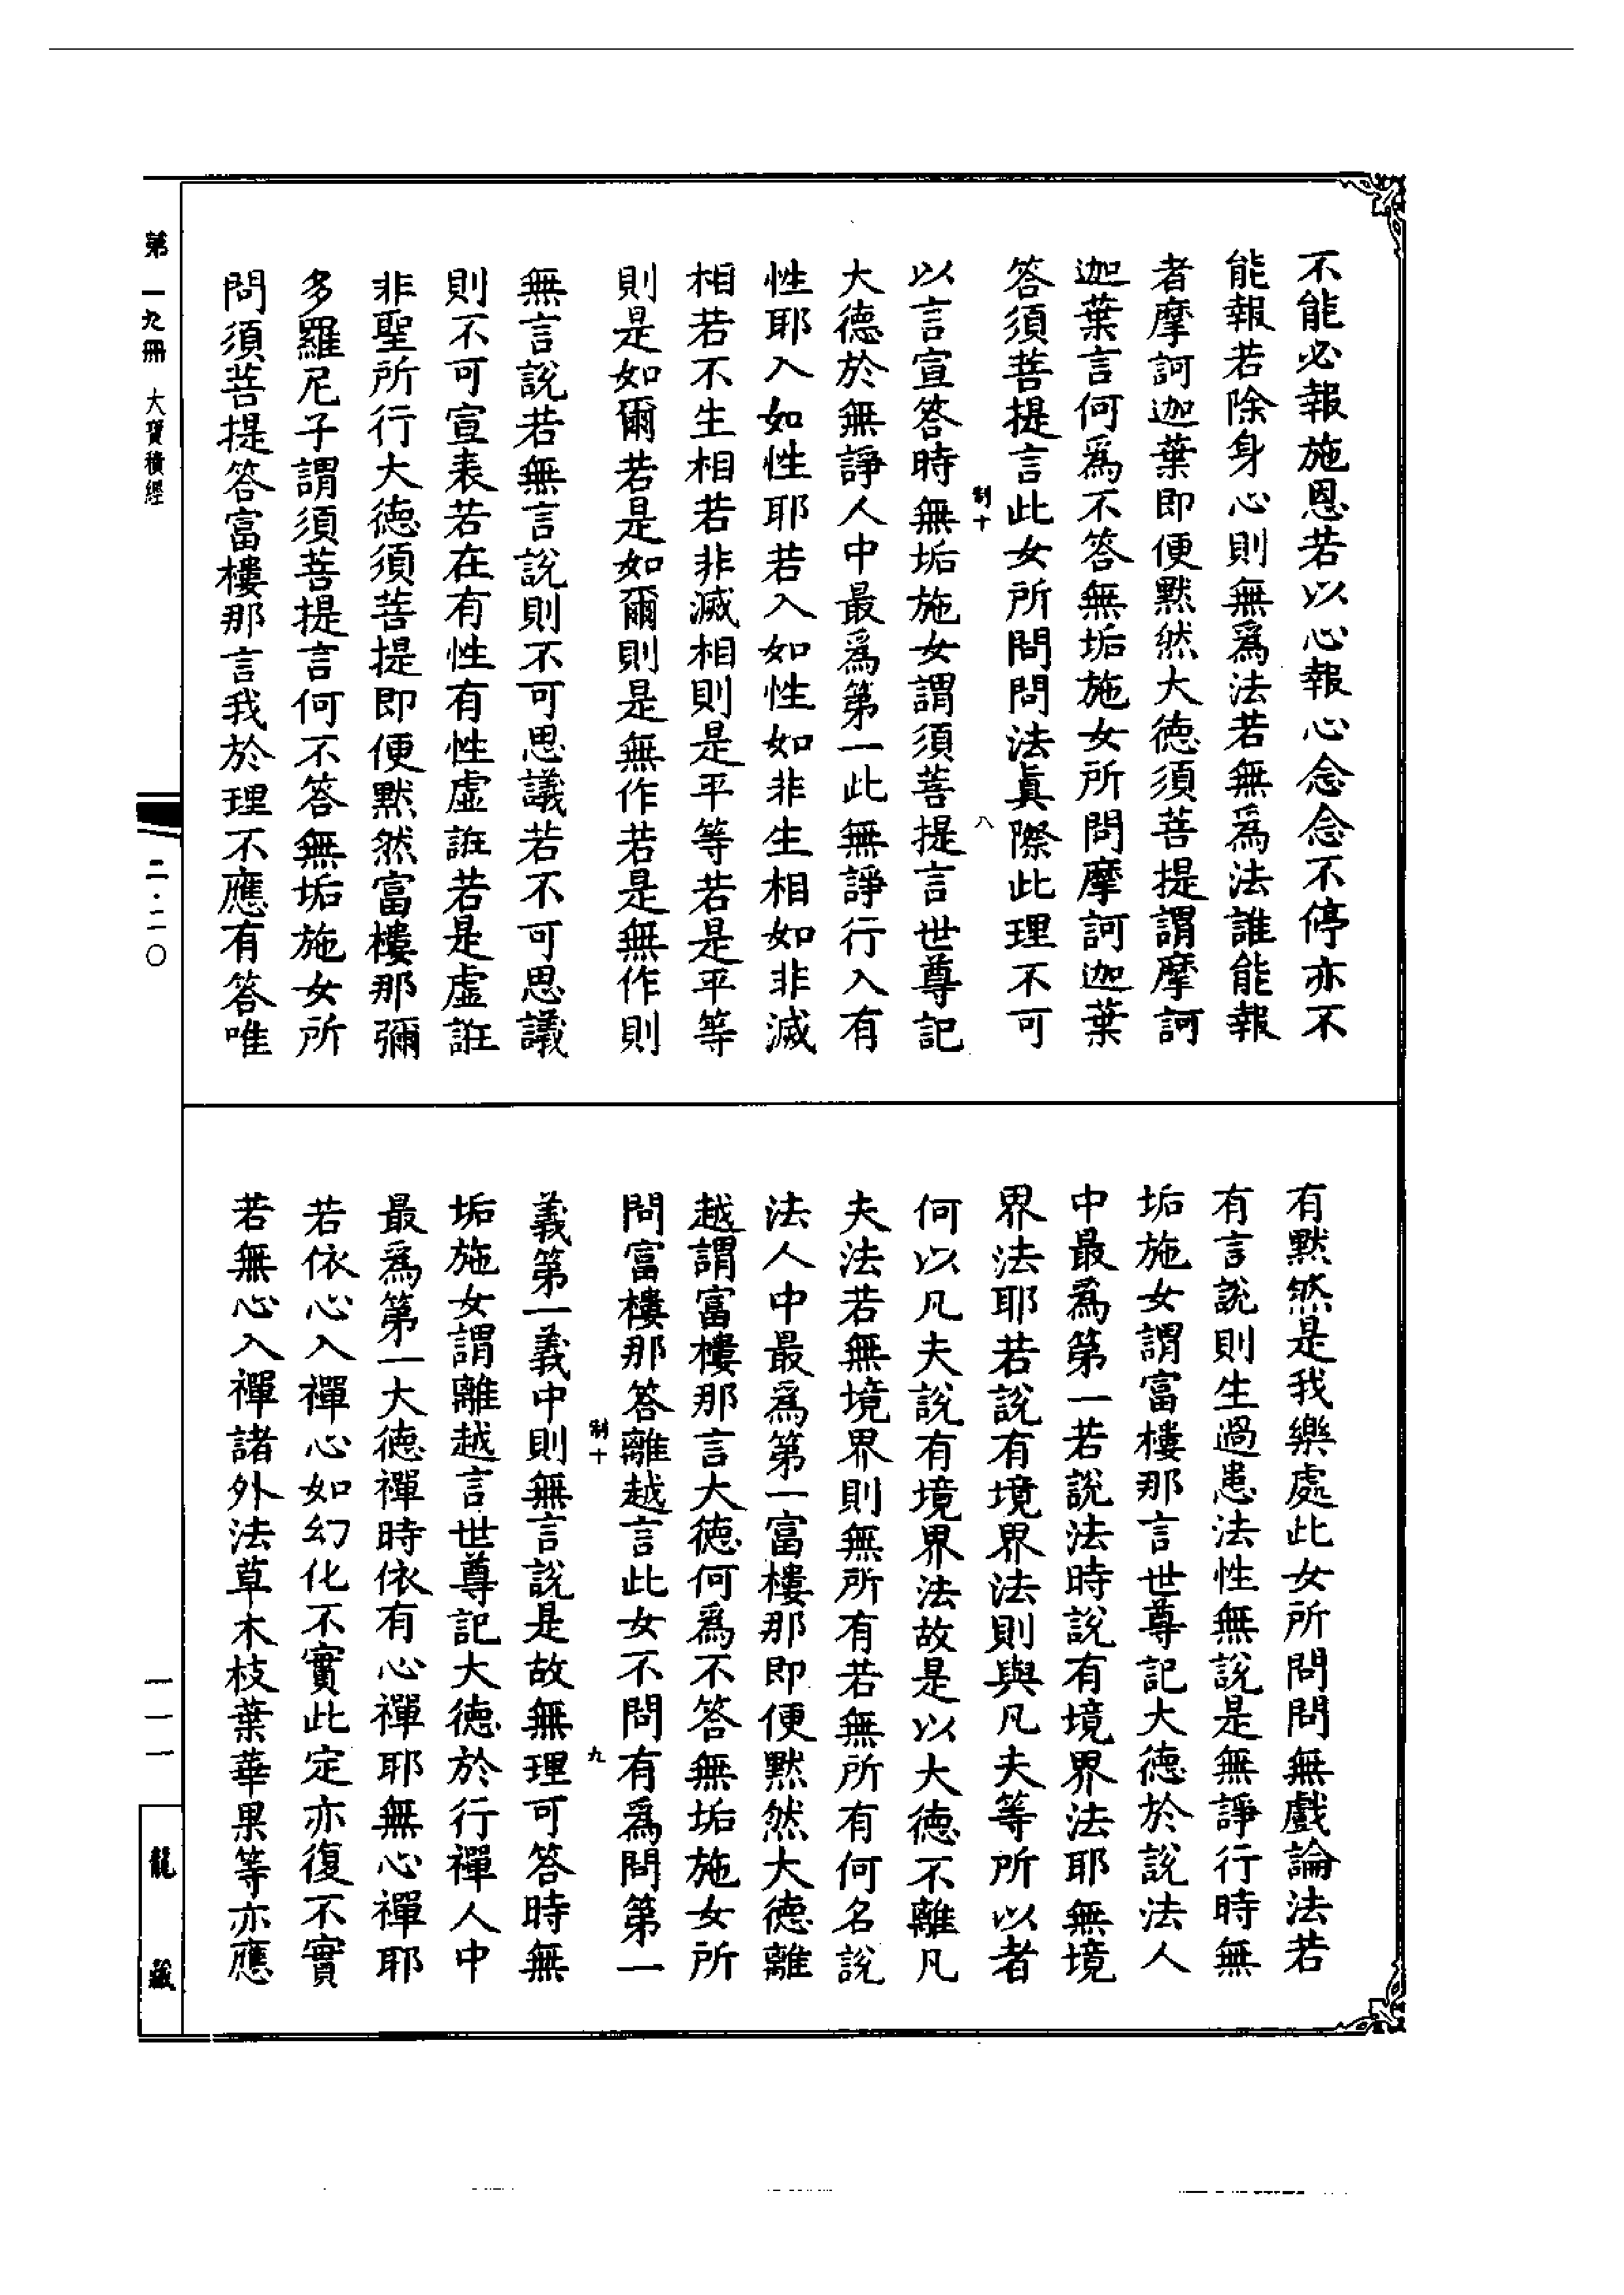 不能必報施恩若以心報心念念不停亦不
能報若除身心則無爲法若無爲法誰能報
者摩訶迦葉即便默然大德須菩提謂摩訶
迦葉言何爲不答無垢施女所問摩訶迦葉
答須菩提言此女所問問法眞際此理不可
制十
八
以言宣答時無垢施女謂須菩提言世尊記
大德於無諍人中最爲第一此無諍行入有
性耶入如性耶若入如性如非生相如非滅
相若不生相若非滅相則是平等若是平等
則是如爾若是如爾則是無作若是無作則
無言說若無言說則不可思議若不可思議
則不可宣表若在有性有性虛誑若是虛誑
非聖所行大德須菩提即便默然富樓那彌
多羅尼子謂須菩提言何不答無垢施女所
問須菩提答富樓那言我於理不應有答唯
有默然是我樂處此女所問問無戲論法若
有言說則生過患法性無說是無諍行時無
垢施女謂富樓那言世尊記大德於說法人
中最爲第一若說法時說有境界法耶無境
界法耶若說有境界法則與凡夫等所以者
何以凡夫說有境界法故是以大德不離凡
夫法若無境界則無所有若無所有何名說
法人中最爲第一富樓那即便默然大德離
越謂富樓那言大德何爲不答無垢施女所
問富樓那答離越言此女不問有爲問第一
制十
九
義第一義中則無言說是故無理可答時無
垢施女謂離越言世尊記大德於行禪人中
最爲第一大德禪時依有心禪耶無心禪耶
若依心入禪心如幻化不實此定亦復不實
若無心入禪諸外法草木枝葉華果等亦應
第一九冊 大寶積經
二·二〇
一一一
龍藏